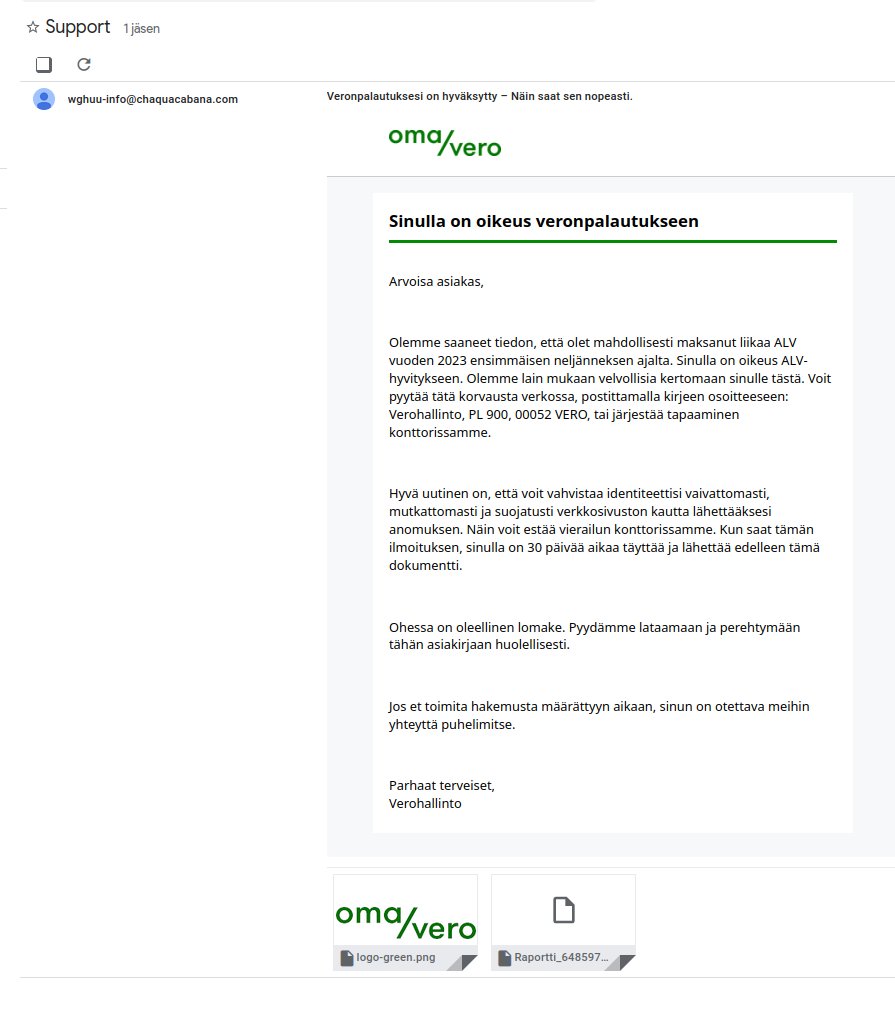 Support 1 jäsen
wghuu-info@chaquacabana.com
Veronpalautuksesi on hyväksytty – Näin saat sen nopeasti.
oma/vero
Sinulla on oikeus veronpalautukseen
Arvoisa asiakas,
Olemme saaneet tiedon, että olet mahdollisesti maksanut liikaa ALV
vuoden 2023 ensimmäisen neljänneksen ajalta. Sinulla on oikeus ALV-
hyvitykseen. Olemme lain mukaan velvollisia kertomaan sinulle tästä. Voit
pyytää tätä korvausta verkossa, postittamalla kirjeen osoitteeseen:
Verohallinto, PL 900, 00052 VERO, tai järjestää tapaaminen
konttorissamme.
Hyvä uutinen on, että voit vahvistaa identiteettisi vaivattomasti,
mutkattomasti ja suojatusti verkkosivuston kautta lähettääksesi
anomuksen. Näin voit estää vierailun konttorissamme. Kun saat tämän
ilmoituksen, sinulla on 30 päivää aikaa täyttää ja lähettää edelleen tämä
dokumentti.
Ohessa on oleellinen lomake. Pyydämme lataamaan ja perehtymään
tähän asiakirjaan huolellisesti.
Jos et toimita hakemusta määrättyyn aikaan, sinun on otettava meihin
yhteyttä puhelimitse.
Parhaat terveiset,
Verohallinto
oma/vero
logo-green.png
Raportti_648597...